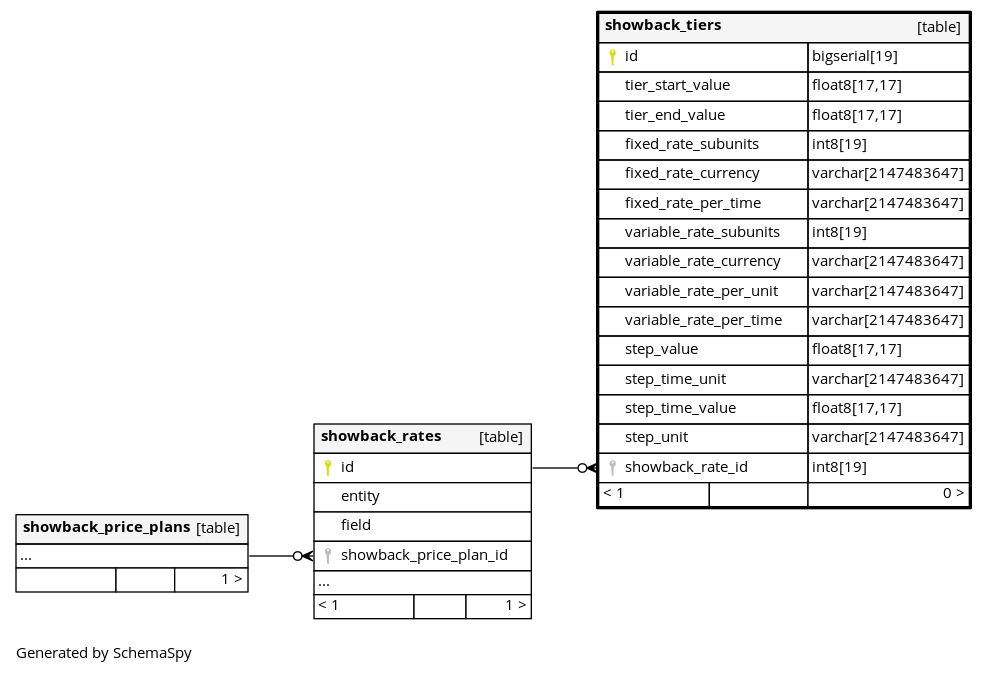 showback_tiers [table]
id bigserial[19]
tier_start_value float8[17,17]
tier_end_value float8[17,17]
fixed_rate_subunits int8[19]
fixed_rate_currency varchar[2147483647]
fixed_rate_per_time varchar[2147483647]
variable_rate_subunits int8[19]
variable_rate_currency varchar[2147483647]
variable_rate_per_unit varchar[2147483647]
variable_rate_per_time varchar[2147483647]
step_value float8[17,17]
step_time_unit varchar[2147483647]
step_time_value float8[17,17]
step_unit varchar[2147483647]
showback_rate_id int8[19]
< 1 0 >
showback_rates [table]
id
entity
field
showback_price_plan_id
...
< 1 1 >
showback_price_plans [table]
...
1 >
Generated by SchemaSpy